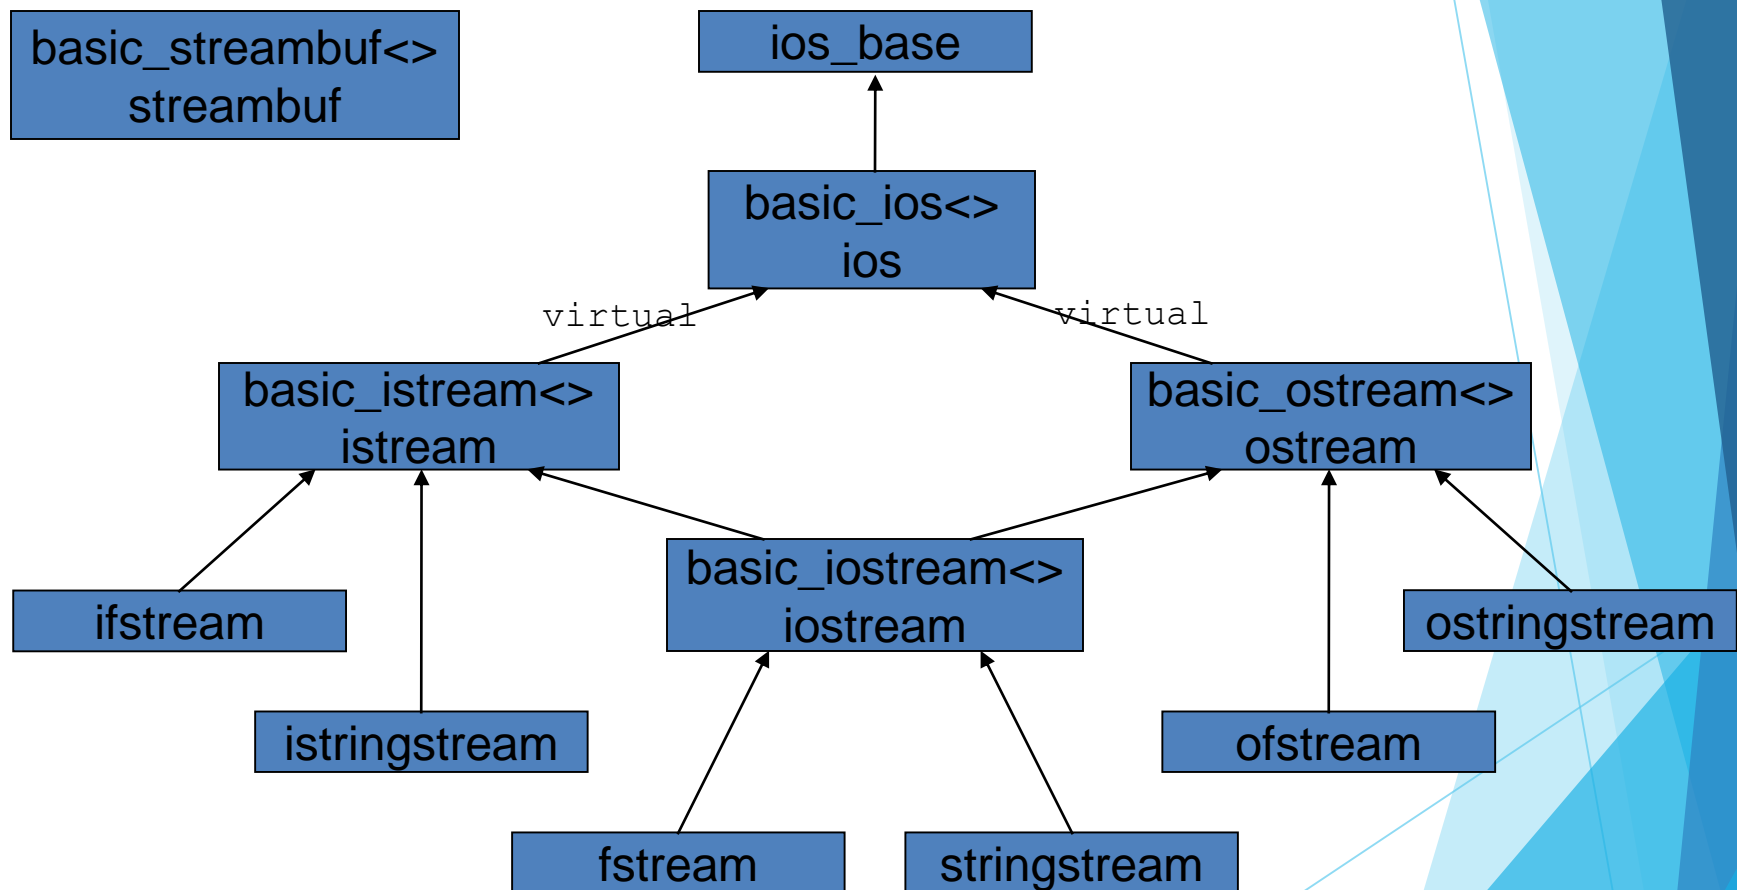 basic_streambuf<>
streambuf
ios_base
basic_ios<>
ios
virtual
virtual
basic_istream<>
istream
basic_ostream<>
ostream
basic_iostream<>
iostream
ifstream
ostringstream
istringstream
ofstream
fstream
stringstream